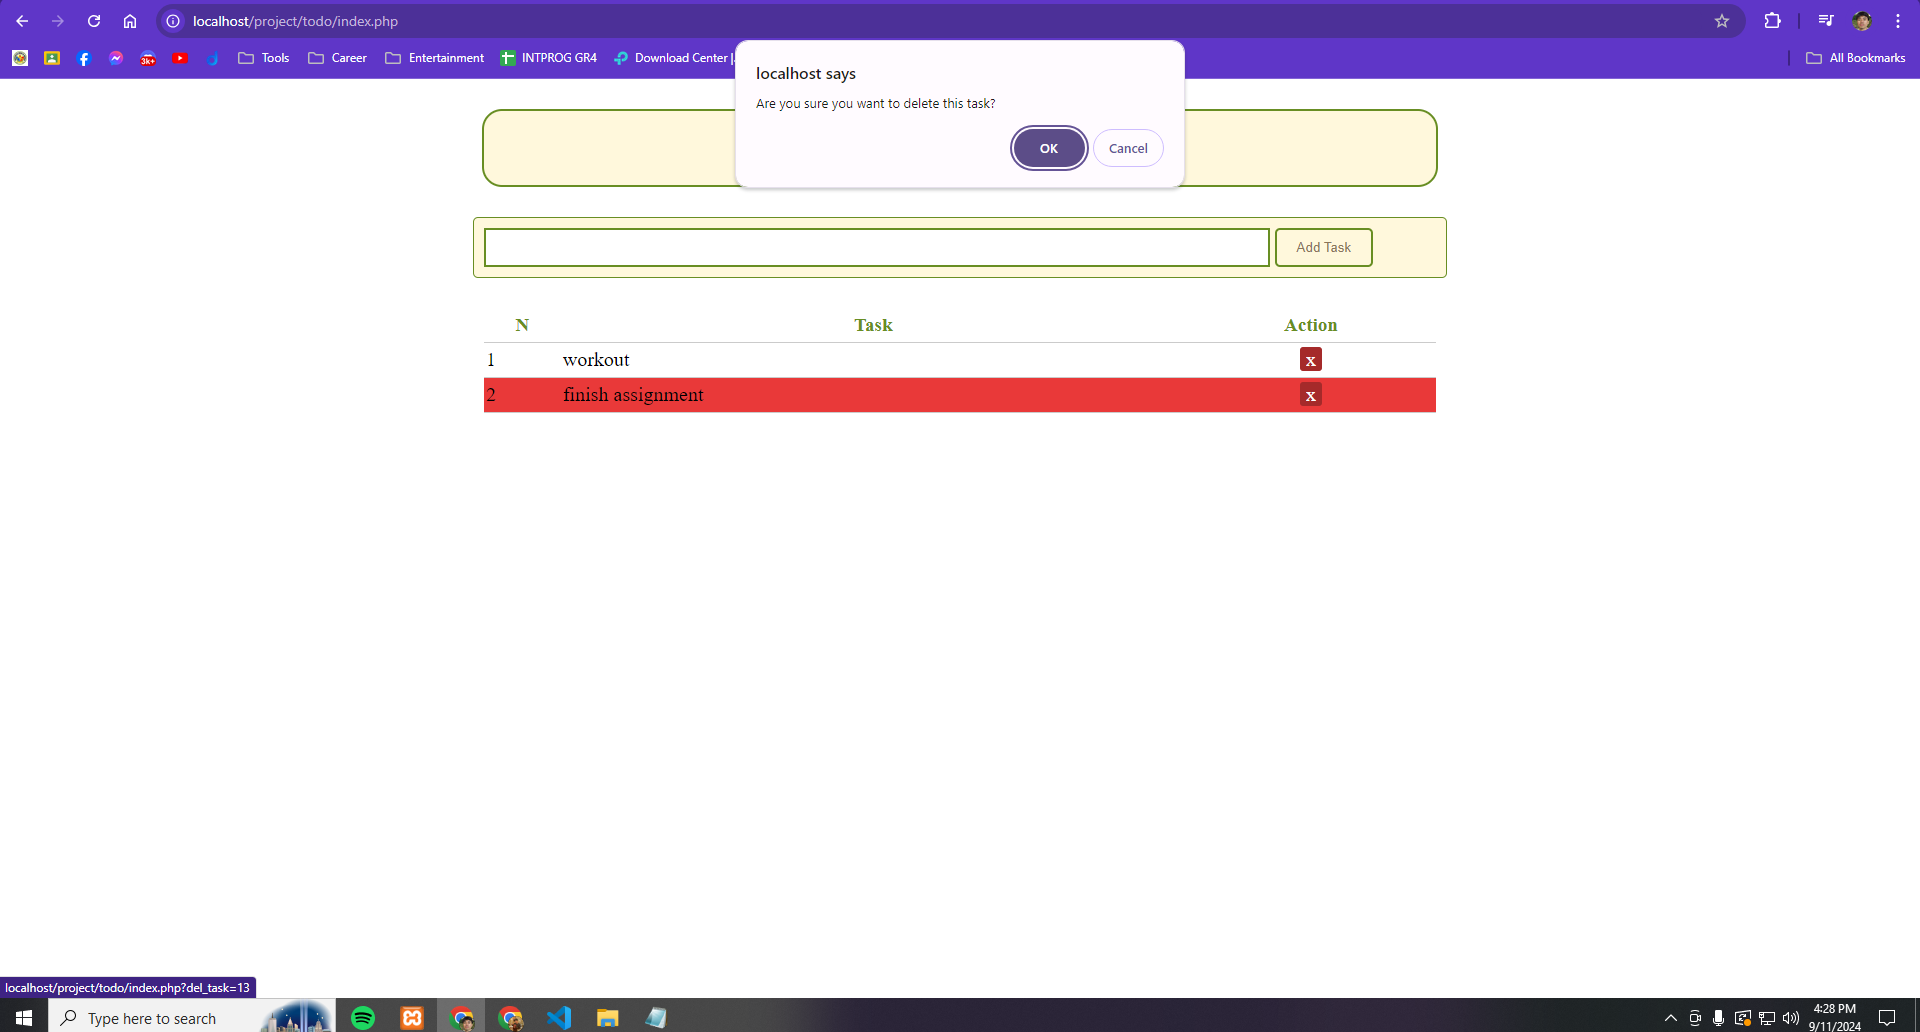 localhost/project/todo/index.php
3K+
Tools
Career
Entertainment
INTPROG GR4
Download Center |
All Bookmarks
localhost says
Are you sure you want to delete this task?
OK
Cancel
Add Task
N Task Action
1 workout x
2 finish assignment x
localhost/project/todo/index.php?del_task=13
Type here to search
4:28 PM
9/11/2024